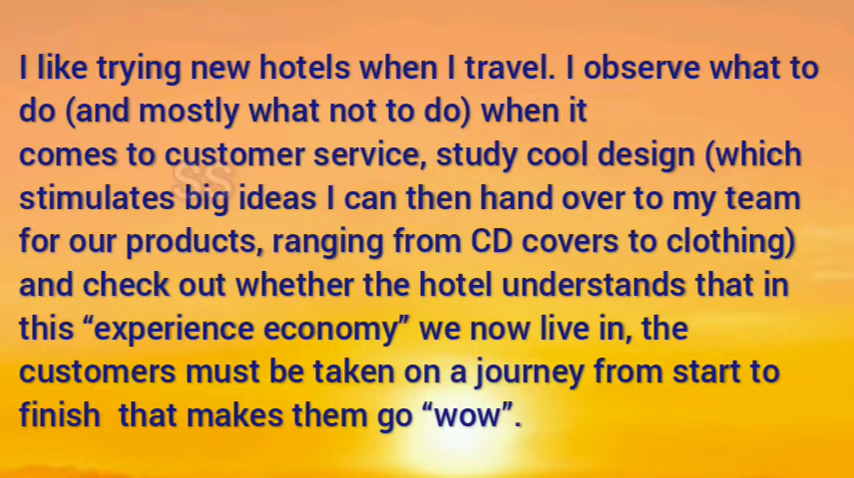 I like trying new hotels when I travel. I observe what to
do (and mostly what not to do) when it
comes to customer service, study cool design (which
stimulates big ideas I can then hand over to my team
for our products, ranging from CD covers to clothing)
and check out whether the hotel understands that in
this “experience economy” we now live in, the
customers must be taken on a journey from start to
finish  that makes them go “wow”.
SS